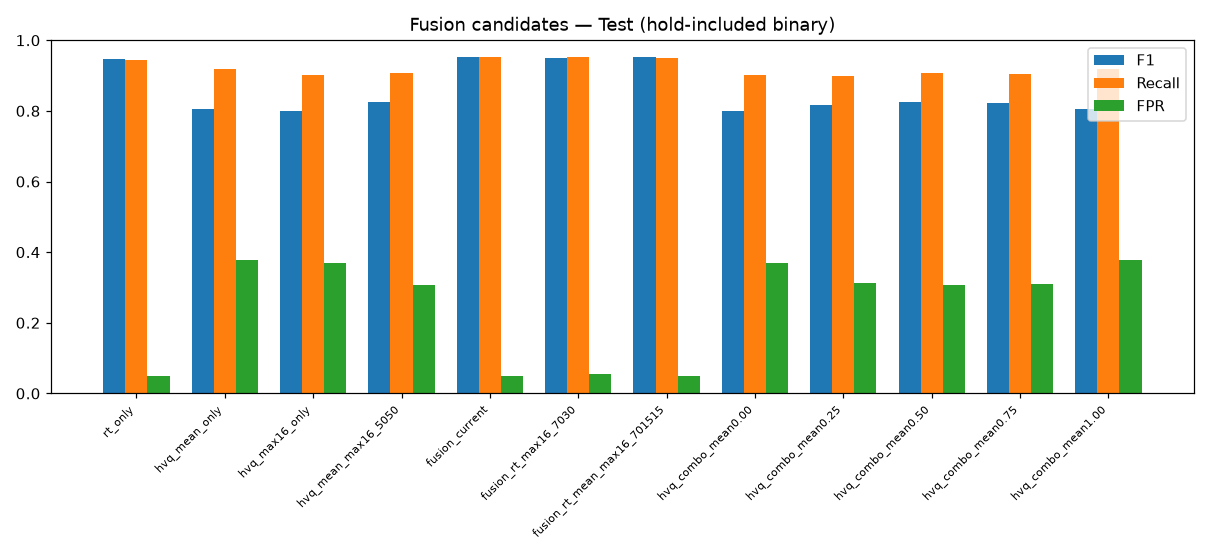 Fusion candidates — Test (hold-included binary)
1.0
0.8
0.6
0.4
0.2
0.0
F1
Recall
FPR
rt_only
hvq_mean_only
hvq_max16_only
hvq_mean_max16_5050
fusion_current
fusion_rt_max16_7030
fusion_rt_mean_max16_701515
hvq_combo_mean0.00
hvq_combo_mean0.25
hvq_combo_mean0.50
hvq_combo_mean0.75
hvq_combo_mean1.00